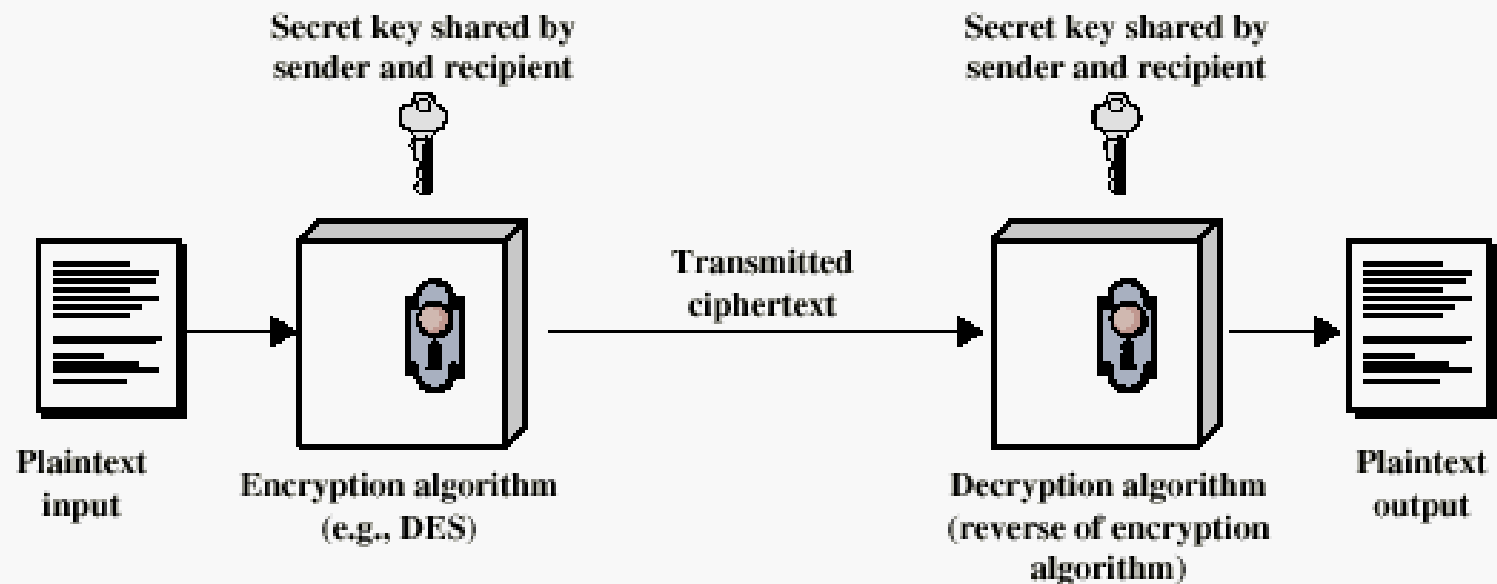 Secret key shared by
sender and recipient
Secret key shared by
sender and recipient
Transmitted
ciphertext
Plaintext
input
Encryption algorithm
(e.g., DES)
Decryption algorithm
(reverse of encryption
algorithm)
Plaintext
output